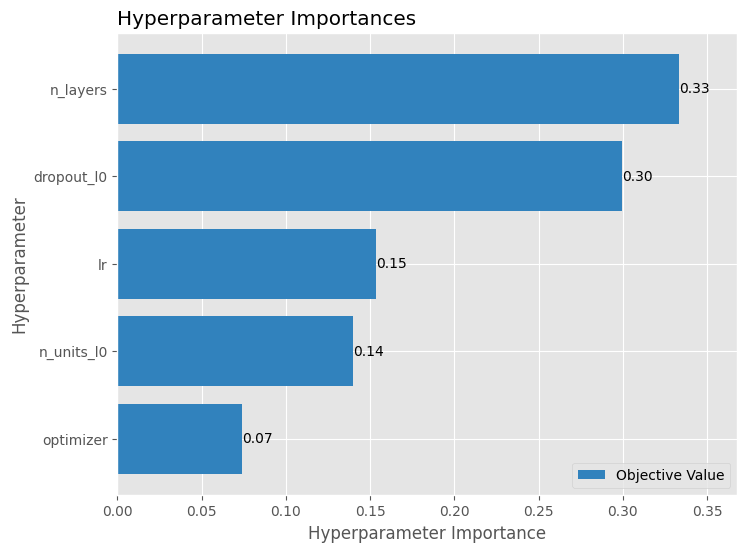 Hyperparameter Importances
n_layers
0.33
dropout_l0
0.30
lr
0.15
n_units_l0
0.14
optimizer
0.07
Hyperparameter
Objective Value
0.00 0.05 0.10 0.15 0.20 0.25 0.30 0.35
Hyperparameter Importance